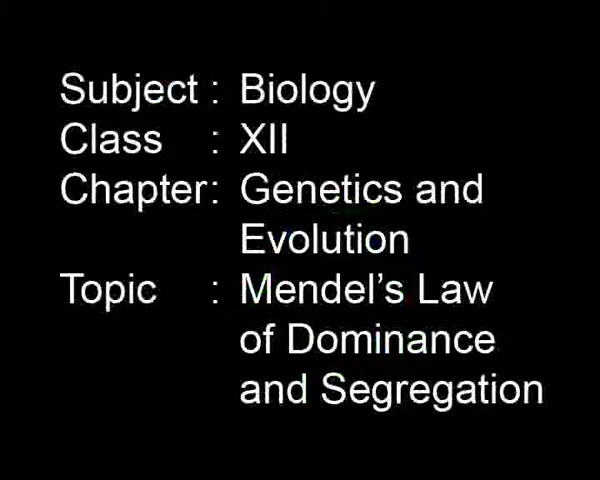 Subject : Biology
Class : XII
Chapter: Genetics and
Evolution
Topic : Mendel’s Law
of Dominance
and Segregation